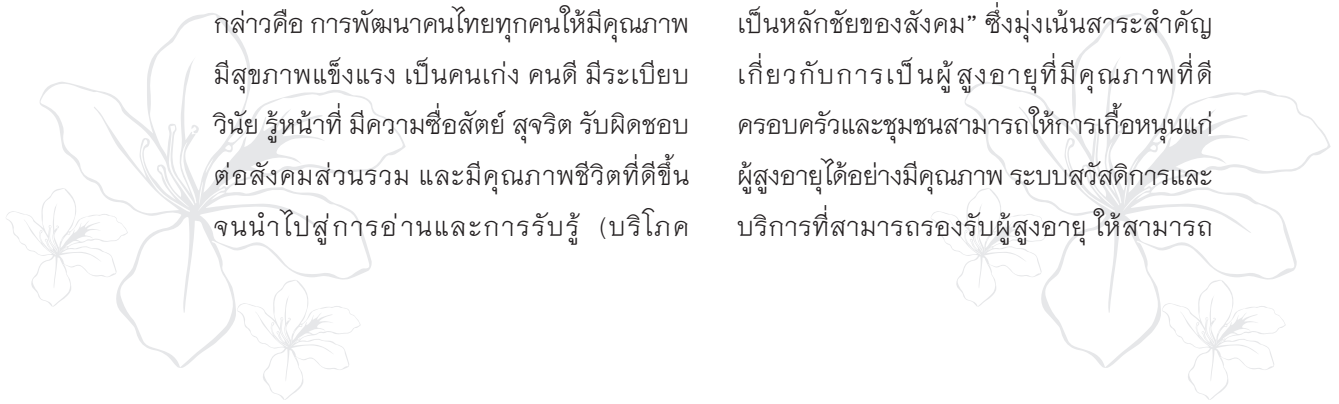 กล่าวคือ การพัฒนาคนไทยทุกคนให้มีคุณภาพ
มีสุขภาพแข็งแรง เป็นคนเก่ง คนดี มีระเบียบ
วินัย รู้หน้าที่ มีความซื่อสัตย์ สุจริต รับผิดชอบ
ต่อสังคมส่วนรวม และมีคุณภาพชีวิตที่ดีขึ้น
จนนำไปสู่การอ่านและการรับรู้ (บริโภค
เป็นหลักชัยของสังคม” ซึ่งมุ่งเน้นสาระสำคัญ
เกี่ยวกับการเป็นผู้สูงอายุที่มีคุณภาพที่ดี
ครอบครัวและชุมชนสามารถให้การเกื้อหนุนแก่
ผู้สูงอายุได้อย่างมีคุณภาพ ระบบสวัสดิการและ
บริการที่สามารถรองรับผู้สูงอายุ ให้สามารถ